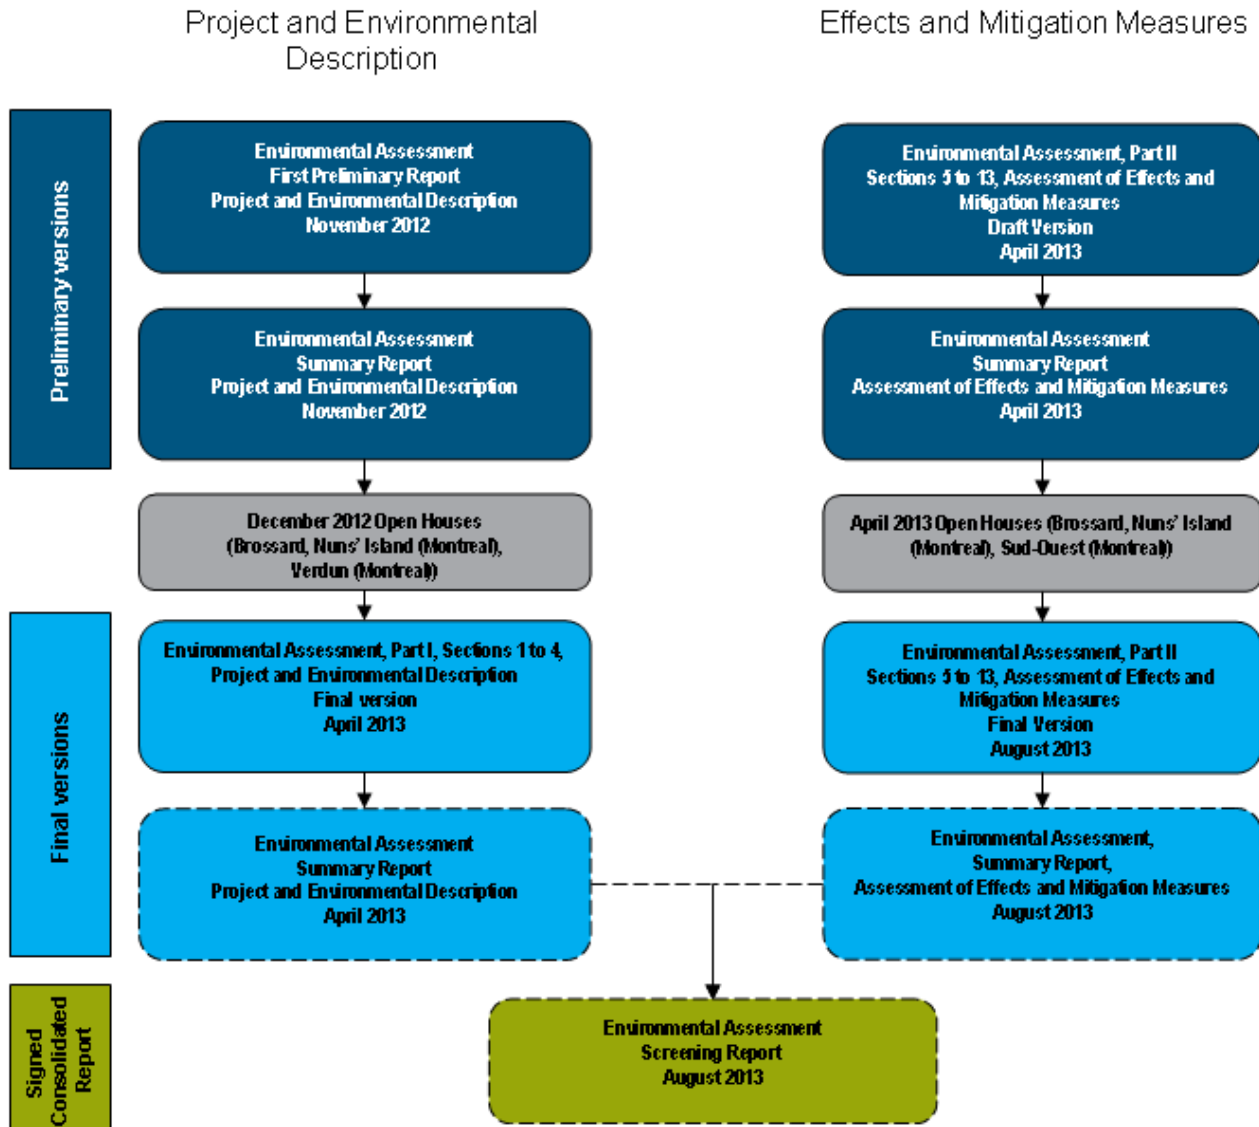 Project and Environmental
Description
Effects and Mitigation Measures
Preliminary versions
Environmental Assessment
First Preliminary Report
Project and Environmental Description
November 2012
Environmental Assessment, Part II
Sections 5 to 13, Assessment of Effects and
Mitigation Measures
Draft Version
April 2013
Environmental Assessment
Summary Report
Project and Environmental Description
November 2012
Environmental Assessment
Summary Report
Assessment of Effects and Mitigation Measures
April 2013
December 2012 Open Houses
(Brossard, Nuns' Island (Montreal),
Verdun (Montreal))
April 2013 Open Houses (Brossard, Nuns' Island
(Montreal), Sud-Ouest (Montreal))
Final versions
Environmental Assessment, Part I, Sections 1 to 4,
Project and Environmental Description
Final version
April 2013
Environmental Assessment, Part II
Sections 5 to 13, Assessment of Effects and
Mitigation Measures
Final Version
August 2013
Environmental Assessment
Summary Report
Project and Environmental Description
April 2013
Environmental Assessment,
Summary Report,
Assessment of Effects and Mitigation Measures
August 2013
Signed
Consolidated
Report
Environmental Assessment
Screening Report
August 2013